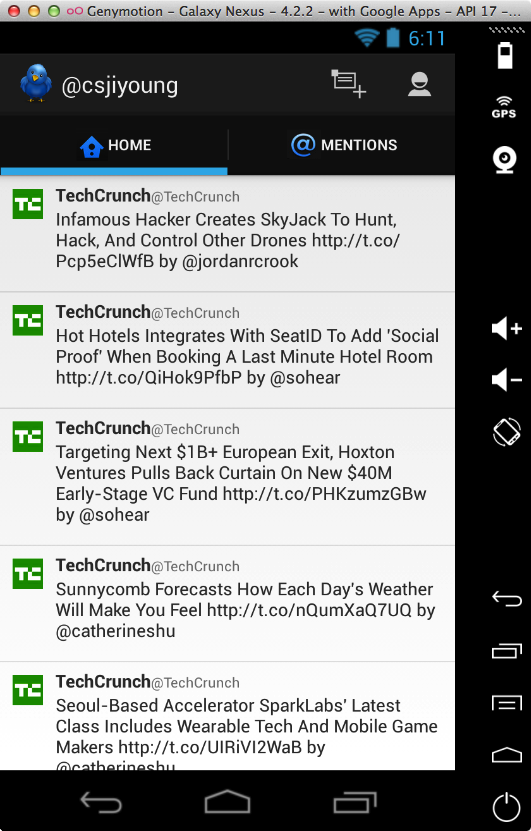 Genymotion - Galaxy Nexus - 4.2.2 - with Google Apps - API 17 -...
6:11
GPS
@csjiyoung
HOME
@ MENTIONS
TC
TechCrunch@TechCrunch
Infamous Hacker Creates SkyJack To Hunt,
Hack, And Control Other Drones http://t.co/
Pcp5eClWfB by @jordanrcrook
TC
TechCrunch@TechCrunch
Hot Hotels Integrates With SeatID To Add 'Social
Proof' When Booking A Last Minute Hotel Room
http://t.co/QiHok9PfbP by @sohear
TC
TechCrunch@TechCrunch
Targeting Next $1B+ European Exit, Hoxton
Ventures Pulls Back Curtain On New $40M
Early-Stage VC Fund http://t.co/PHKzumzGBw
by @sohear
TC
TechCrunch@TechCrunch
Sunnycomb Forecasts How Each Day's Weather
Will Make You Feel http://t.co/nQumXaQ7UQ by
@catherineshu
TC
TechCrunch@TechCrunch
Seoul-Based Accelerator SparkLabs' Latest
Class Includes Wearable Tech And Mobile Game
Makers http://t.co/UIRiVI2WaB by
@catherineshu